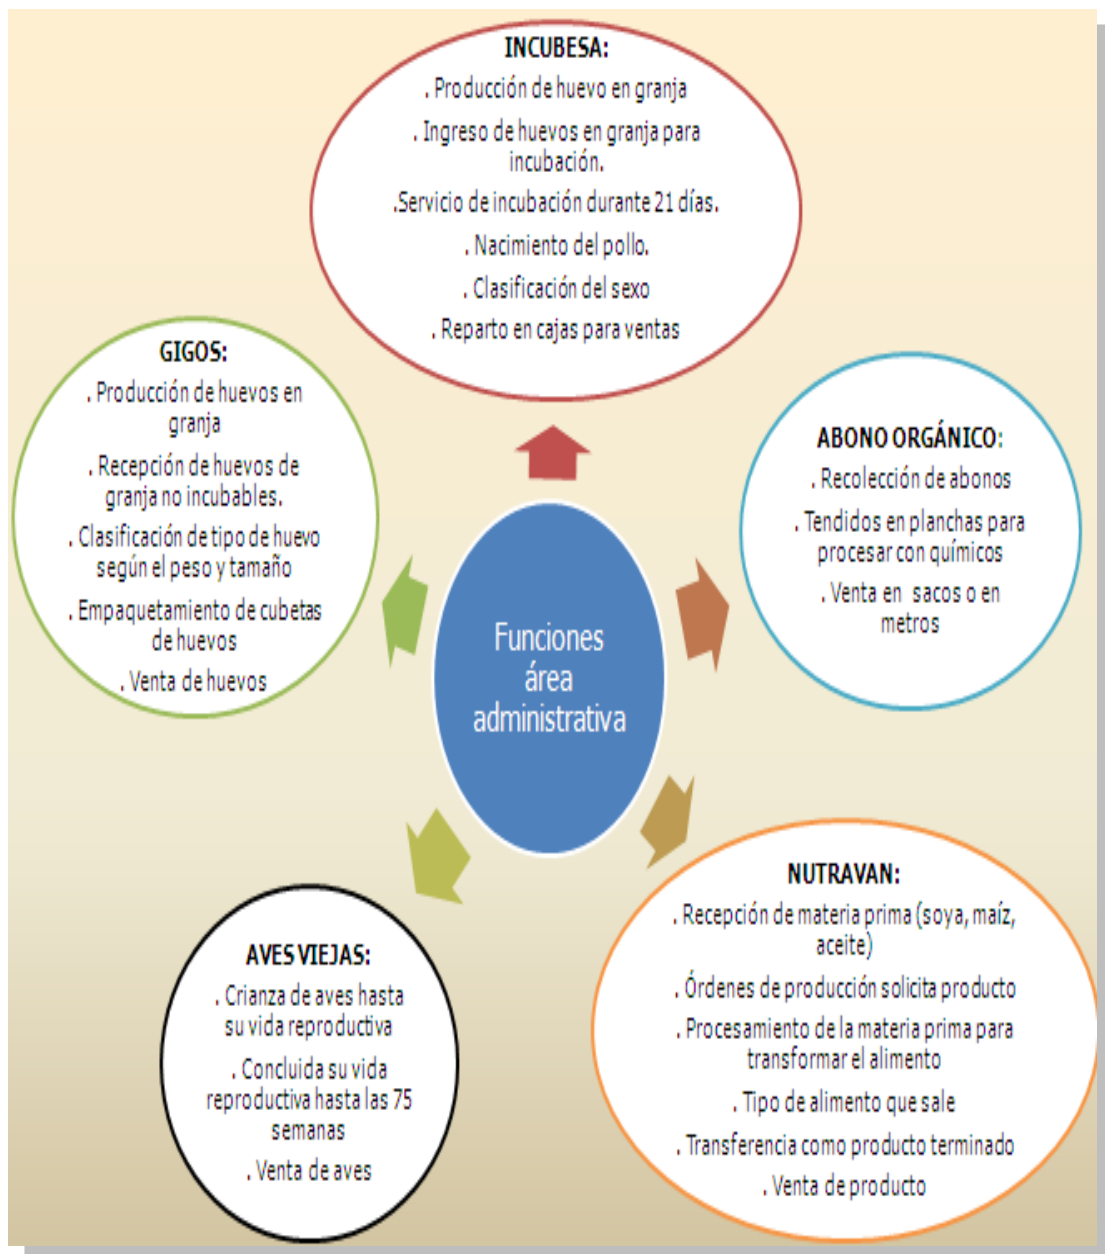 INCUBESA:
. Producción de huevo en granja
. Ingreso de huevos en granja para
incubación.
.Servicio de incubación durante 21 días.
. Nacimiento del pollo.
. Clasificación del sexo
. Reparto en cajas para ventas
GIGOS:
. Producción de huevos en
granja
. Recepción de huevos de
granja no incubables.
. Clasificación de tipo de huevo
según el peso y tamaño
. Empaquetamiento de cubetas
de huevos
. Venta de huevos
ABONO ORGÁNICO:
. Recolección de abonos
. Tendidos en planchas para
procesar con químicos
. Venta en sacos o en
metros
Funciones
área
administrativa
AVES VIEJAS:
. Crianza de aves hasta
su vida reproductiva
. Concluida su vida
reproductiva hasta las 75
semanas
. Venta de aves
NUTRAVAN:
. Recepción de materia prima (soya, maíz,
aceite)
. Órdenes de producción solicita producto
. Procesamiento de la materia prima para
transformar el alimento
. Tipo de alimento que sale
. Transferencia como producto terminado
. Venta de producto